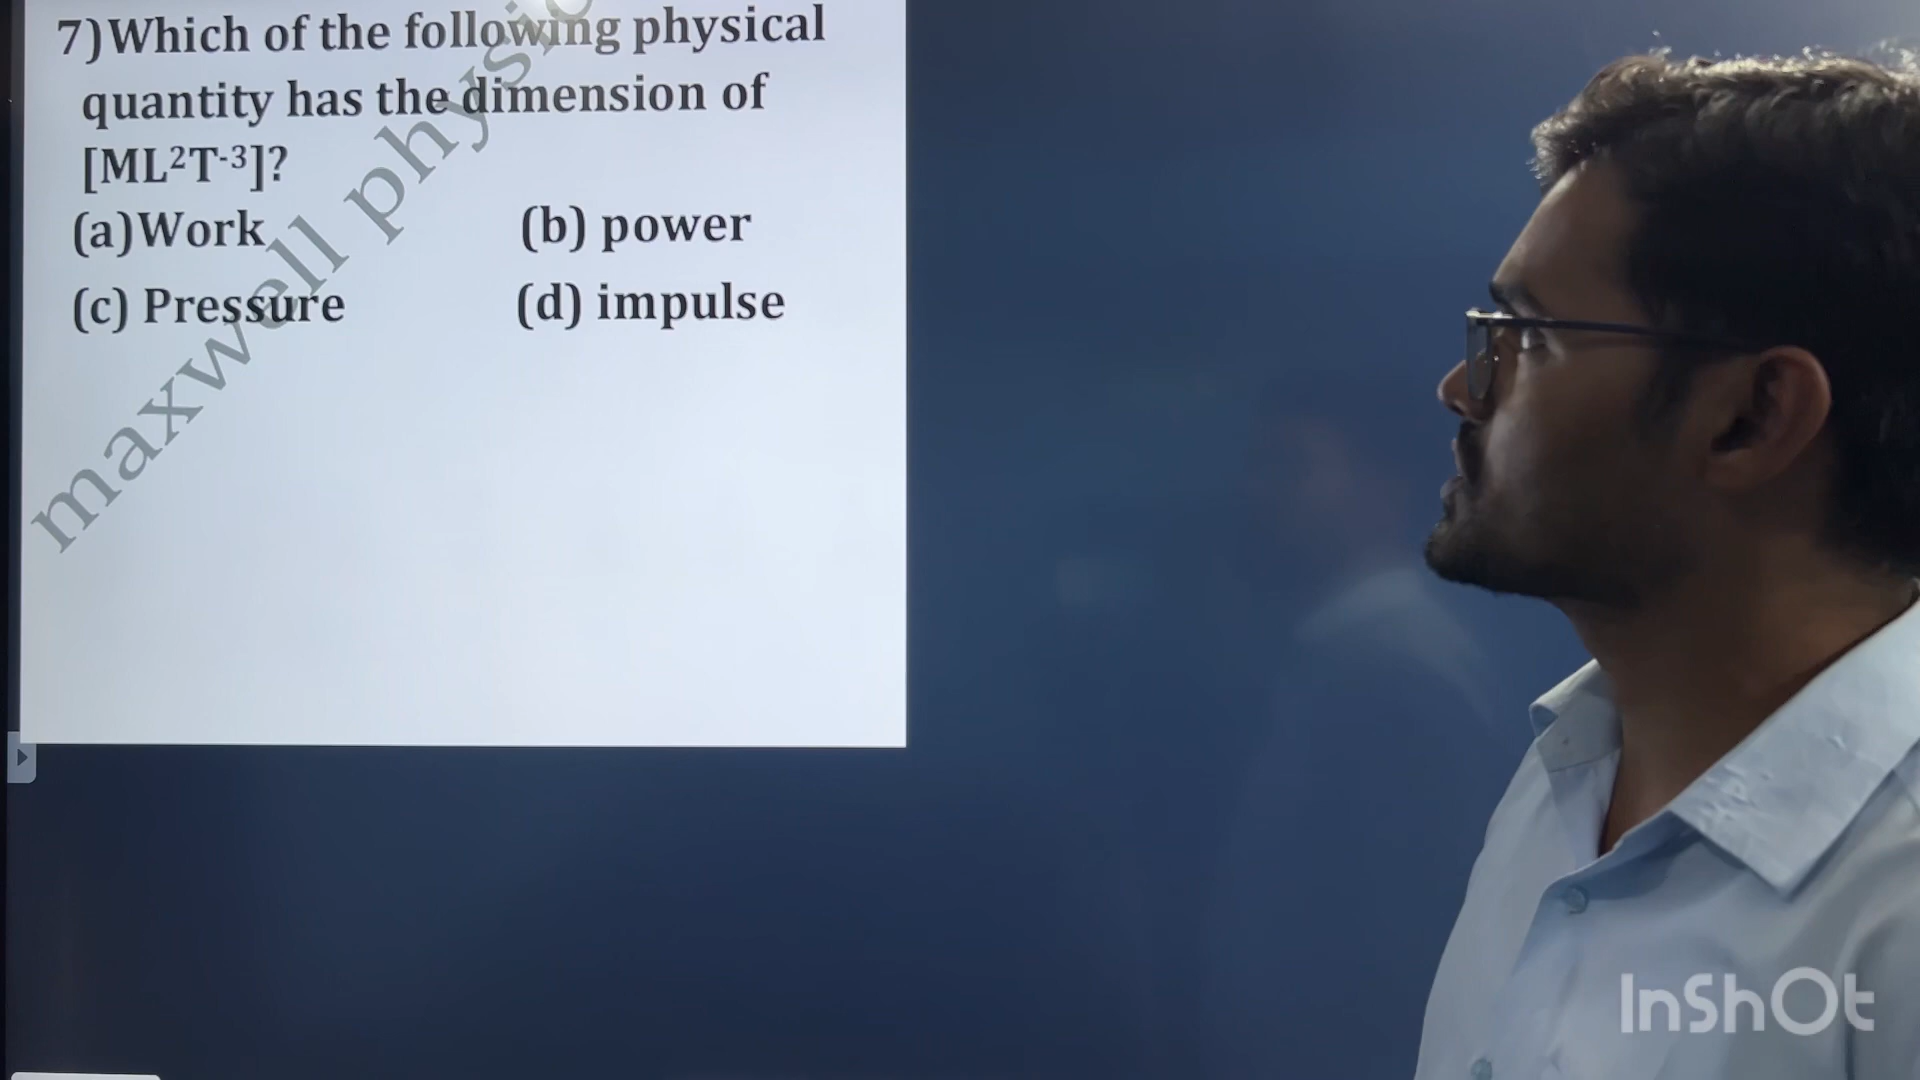 7)Which of the following physical
quantity has the dimension of
[ML²T⁻³]?
(a)Work (b) power
(c) Pressure (d) impulse
maxwell physic
InShOt